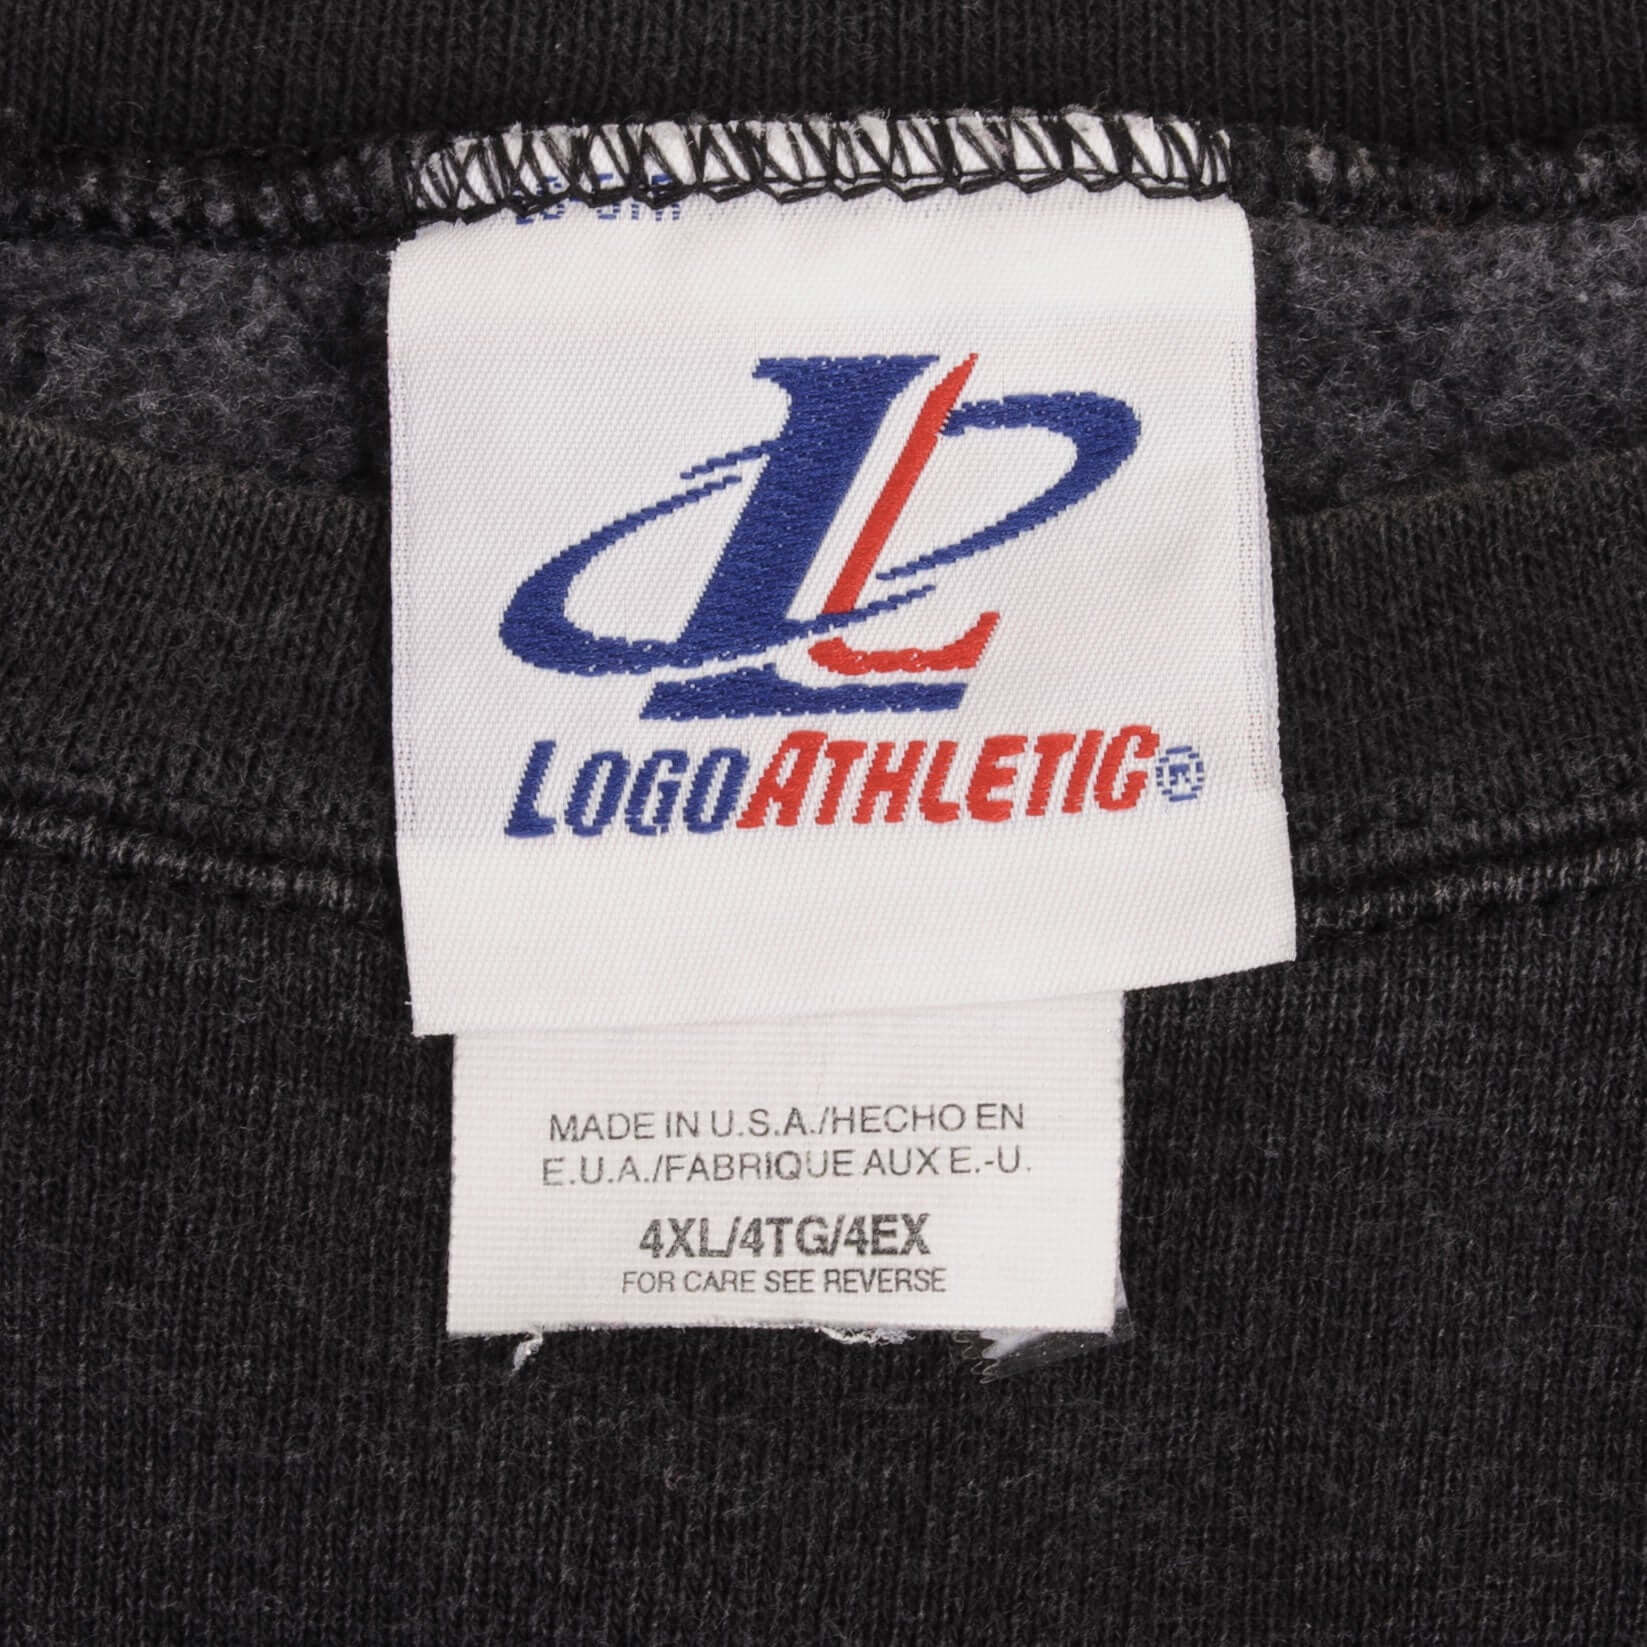 LOGOATHLETIC®
MADE IN U.S.A./HECHO EN
E.U.A./FABRIQUE AUX E.-U.
4XL/4TG/4EX
FOR CARE SEE REVERSE